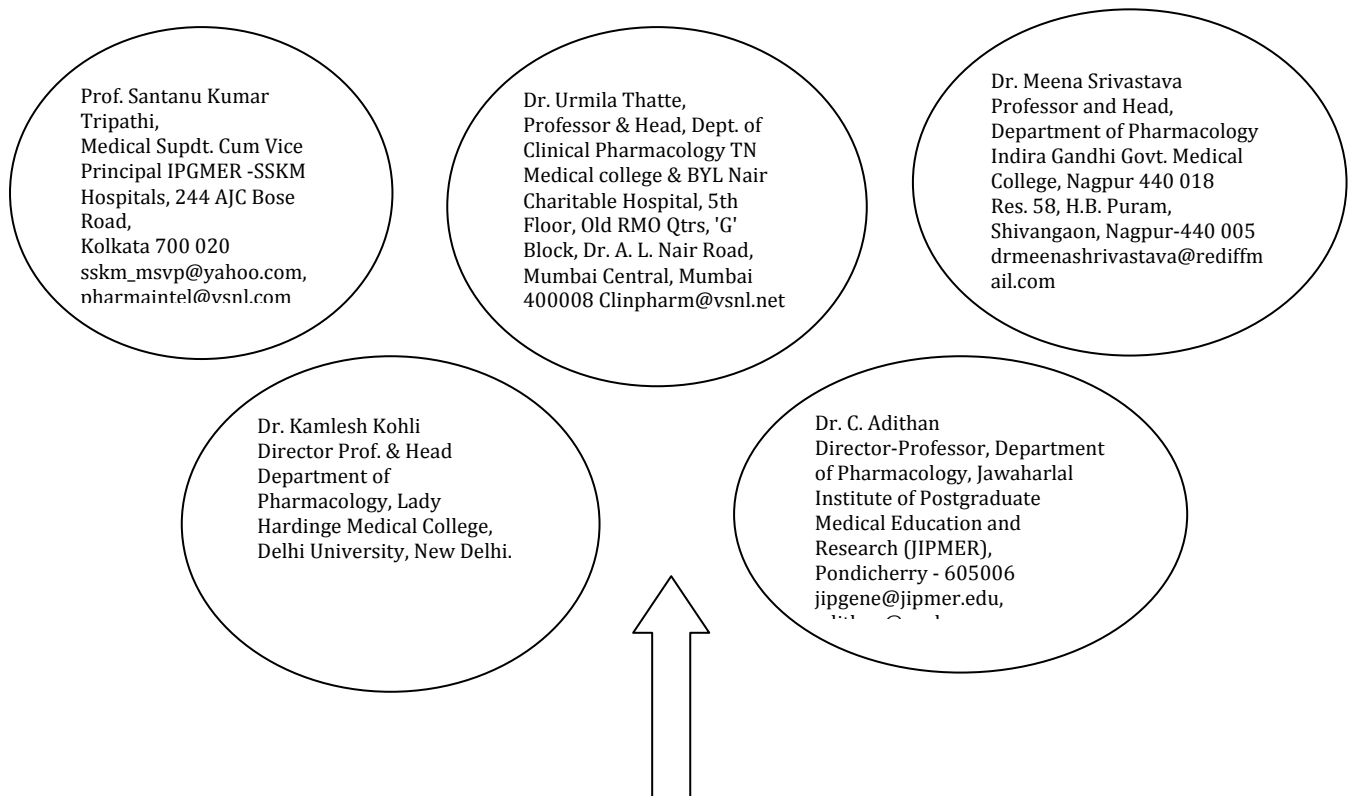 Prof. Santanu Kumar
Tripathi,
Medical Supdt. Cum Vice
Principal IPGMER -SSKM
Hospitals, 244 AJC Bose
Road,
Kolkata 700 020
sskm_msvp@yahoo.com,
pharmaintel@vsnl.com
Dr. Urmila Thatte,
Professor & Head, Dept. of
Clinical Pharmacology TN
Medical college & BYL Nair
Charitable Hospital, 5th
Floor, Old RMO Qtrs, 'G'
Block, Dr. A. L. Nair Road,
Mumbai Central, Mumbai
400008 Clinpharm@vsnl.net
Dr. Meena Srivastava
Professor and Head,
Department of Pharmacology
Indira Gandhi Govt. Medical
College, Nagpur 440 018
Res. 58, H.B. Puram,
Shivangaon, Nagpur-440 005
drmeenashrivastava@rediffm
ail.com
Dr. Kamlesh Kohli
Director Prof. & Head
Department of
Pharmacology, Lady
Hardinge Medical College,
Delhi University, New Delhi.
Dr. C. Adithan
Director-Professor, Department
of Pharmacology, Jawaharlal
Institute of Postgraduate
Medical Education and
Research (JIPMER),
Pondicherry - 605006
jipgene@jipmer.edu,